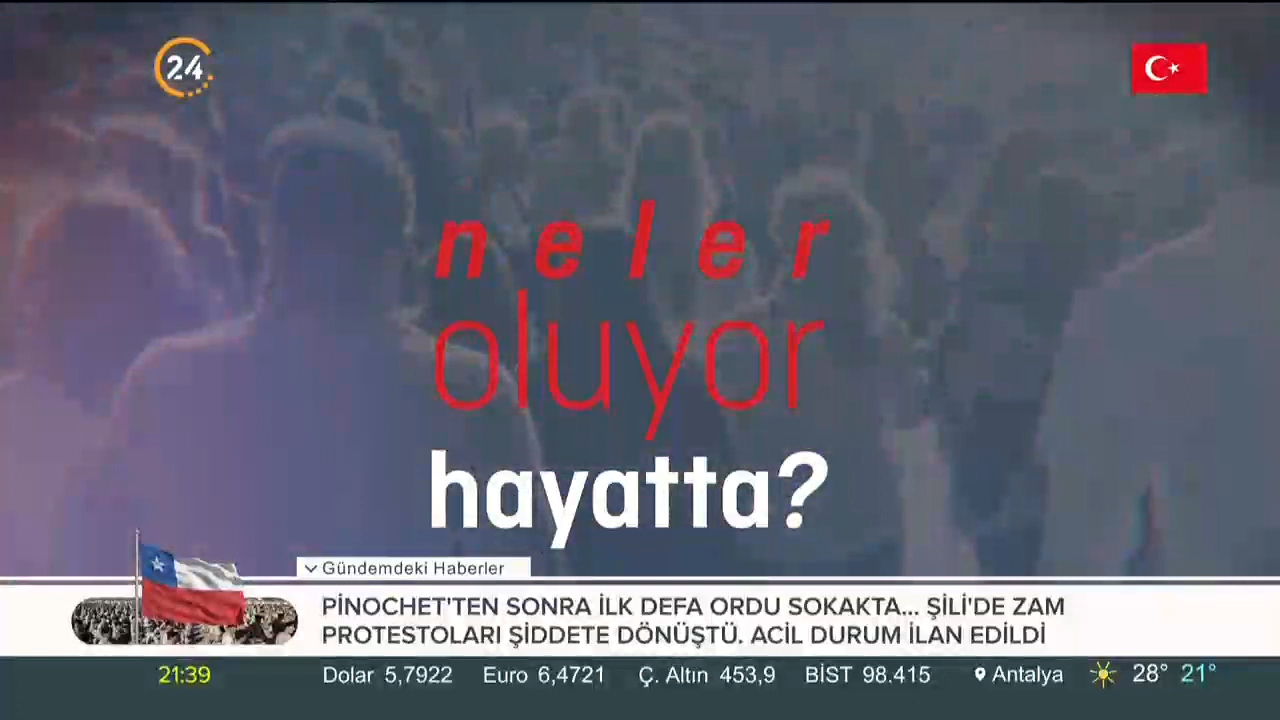 24
neler
oluyor
hayatta?
Gündemdeki Haberler
PİNOCHET'TEN SONRA İLK DEFA ORDU SOKAKTA... ŞİLİ'DE ZAM
PROTESTOLARI ŞİDDETE DÖNÜŞTÜ. ACİL DURUM İLAN EDİLDİ
21:39 Dolar 5,7922 Euro 6,4721 Ç. Altın 453,9 BİST 98.415 Antalya 28° 21°